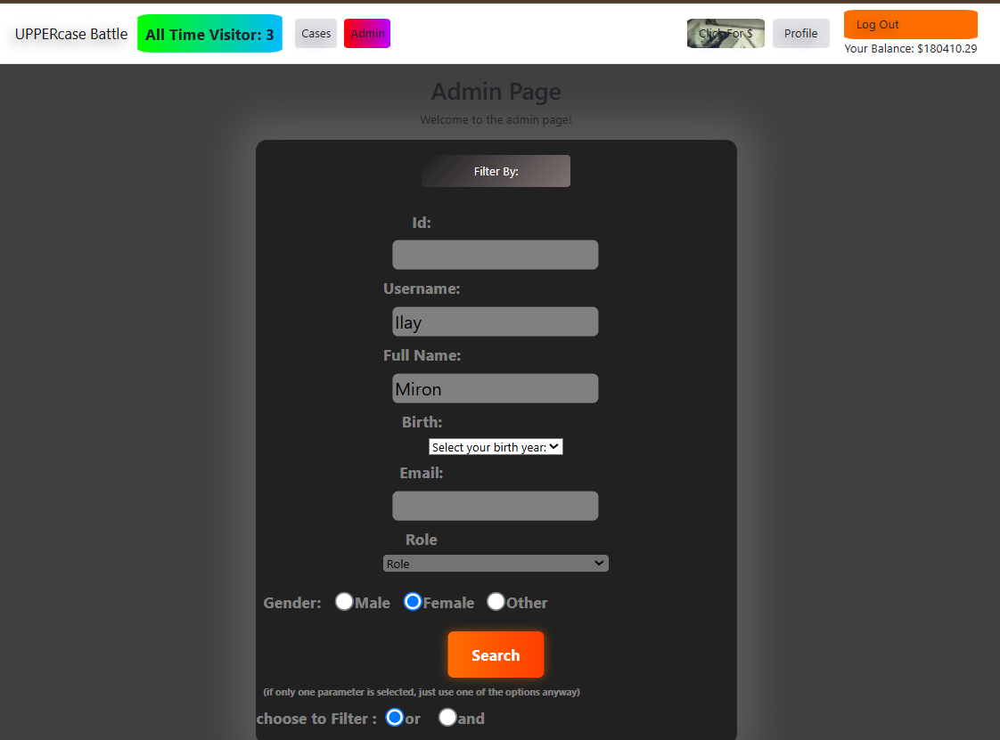 UPPERcase Battle All Time Visitor: 3 Cases Admin Click For $ Profile Log Out
Your Balance: $180410.29
Admin Page
Welcome to the admin page!
Filter By:
Id:
Username:
Ilay
Full Name:
Miron
Birth:
Select your birth year:
Email:
Role
Role
Gender: Male Female Other
Search
(if only one parameter is selected, just use one of the options anyway)
choose to Filter : or and